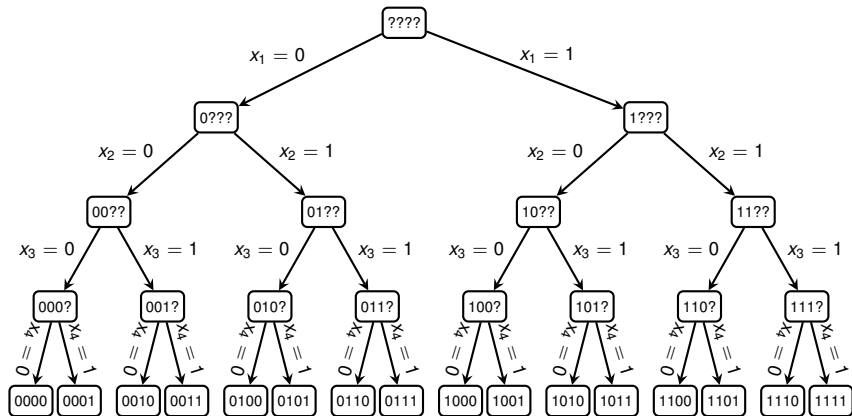 ????
x₁ = 0 x₁ = 1
0??? 1???
x₂ = 0 x₂ = 1 x₂ = 0 x₂ = 1
00?? 01?? 10?? 11??
x₃ = 0 x₃ = 1 x₃ = 0 x₃ = 1 x₃ = 0 x₃ = 1 x₃ = 0 x₃ = 1
000? 001? 010? 011? 100? 101? 110? 111?
x₄ = 0 x₄ = 1 x₄ = 0 x₄ = 1 x₄ = 0 x₄ = 1 x₄ = 0 x₄ = 1 x₄ = 0 x₄ = 1 x₄ = 0 x₄ = 1 x₄ = 0 x₄ = 1 x₄ = 0 x₄ = 1
0000 0001 0010 0011 0100 0101 0110 0111 1000 1001 1010 1011 1100 1101 1110 1111